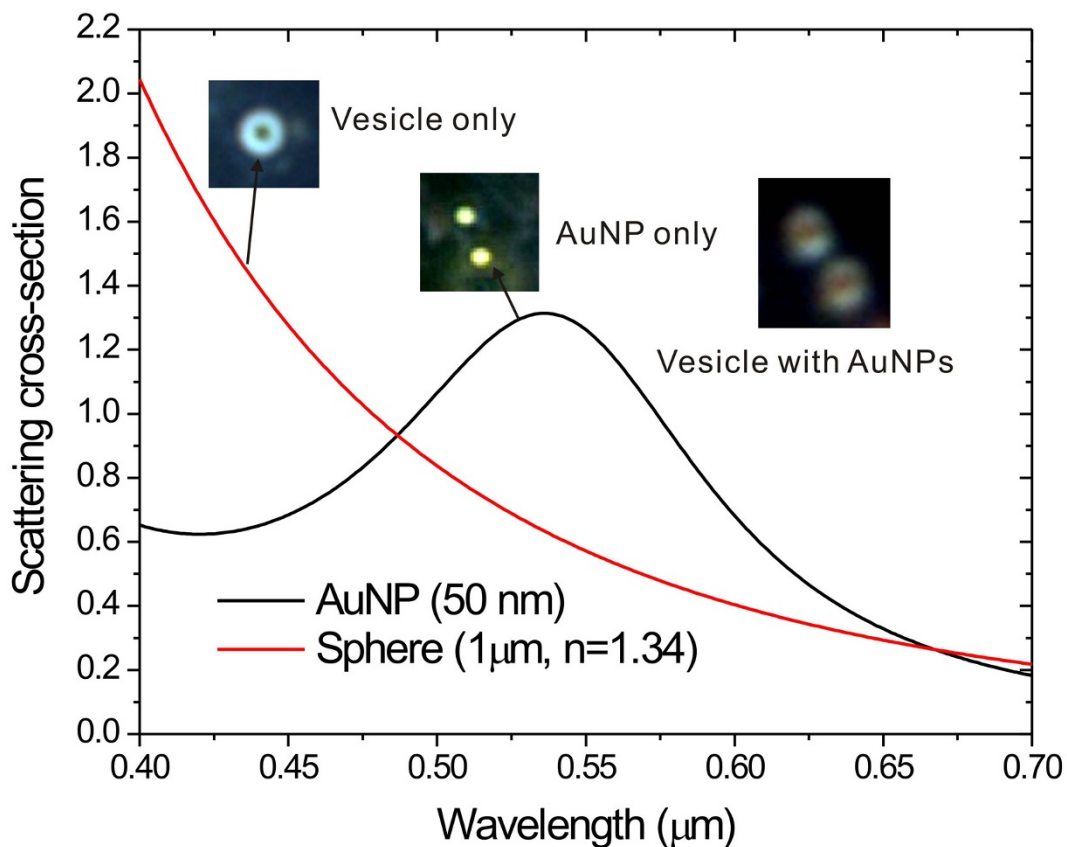 2.2
2.0
1.8
1.6
1.4
1.2
1.0
0.8
0.6
0.4
0.2
0.0
Scattering cross-section
Vesicle only
AuNP only
Vesicle with AuNPs
AuNP (50 nm)
Sphere (1μm, n=1.34)
0.40 0.45 0.50 0.55 0.60 0.65 0.70
Wavelength (μm)